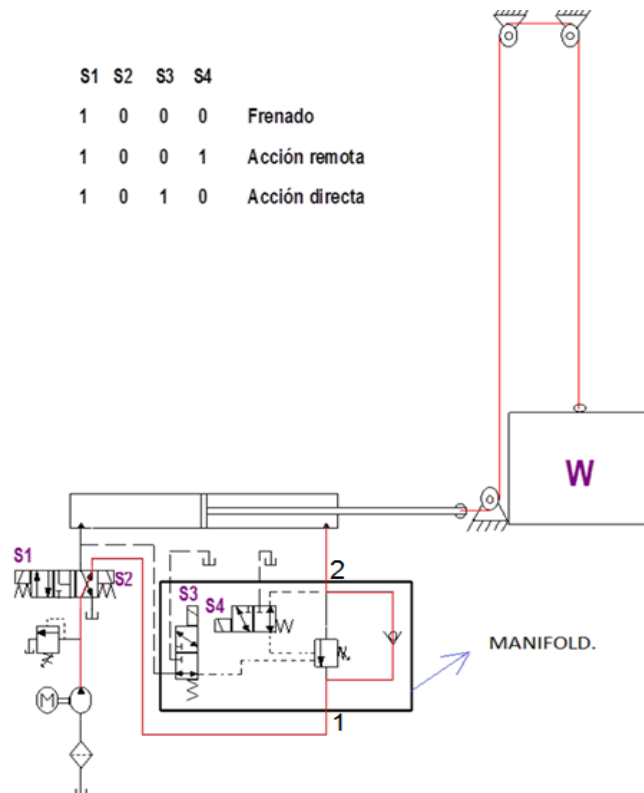 S1 S2 S3 S4
1 0 0 0 Frenado
1 0 0 1 Acción remota
1 0 1 0 Acción directa
W
S1
S2
2
S3
S4
MANIFOLD.
M
1